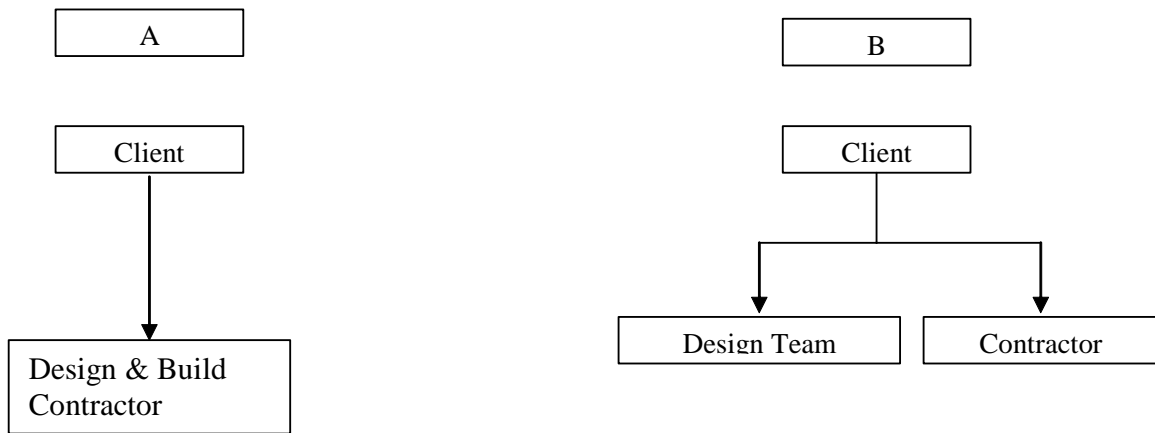 A
B
Client
Client
Design Team
Contractor
Design & Build
Contractor